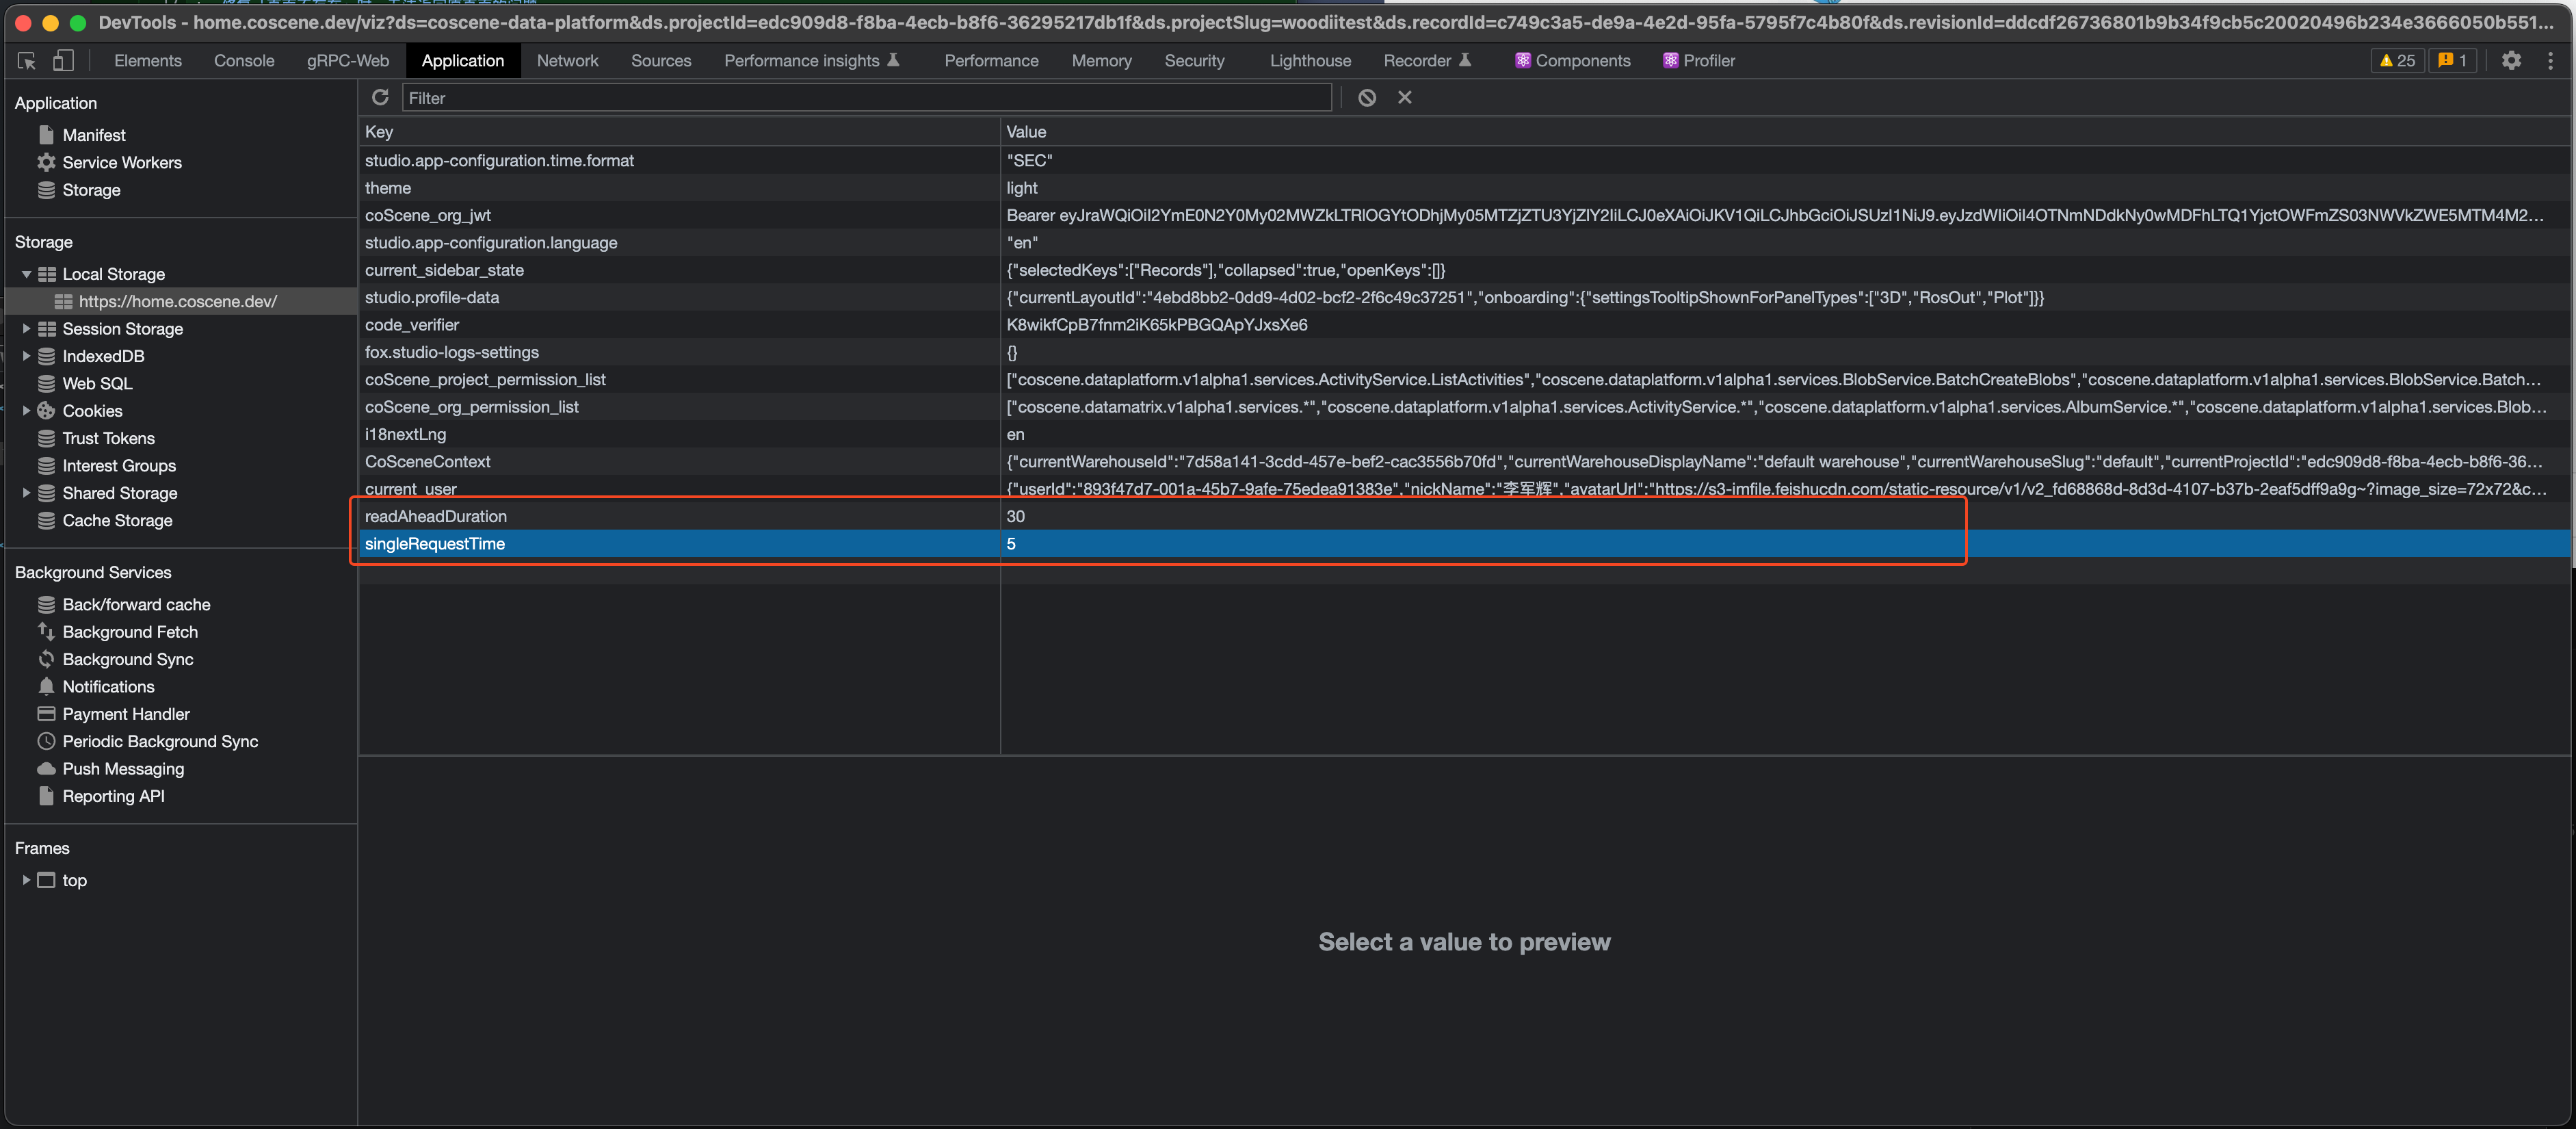 DevTools - home.coscene.dev/viz?ds=coscene-data-platform&ds.projectId=edc909d8-f8ba-4ecb-b8f6-36295217db1f&ds.projectSlug=woodiitest&ds.recordId=c749c3a5-de9a-4e2d-95fa-5795f7c4b80f&ds.revisionId=ddcdf26736801b9b34f9cb5c20020496b234e3666050b551...
Elements Console gRPC-Web Application Network Sources Performance insights Performance Memory Security Lighthouse Recorder Components Profiler 25 1
Application
Manifest
Service Workers
Storage
Storage
Local Storage
https://home.coscene.dev/
Session Storage
IndexedDB
Web SQL
Cookies
Trust Tokens
Interest Groups
Shared Storage
Cache Storage
Background Services
Back/forward cache
Background Fetch
Background Sync
Notifications
Payment Handler
Periodic Background Sync
Push Messaging
Reporting API
Frames
top
Filter
Key Value
studio.app-configuration.time.format "SEC"
theme light
coScene_org_jwt Bearer eyJraWQiOiI2YmE0N2Y0My02MWZkLTRlOGYtODhjMy05MTZjZTU3YjZlY2IiLCJ0eXAiOiJKV1QiLCJhbGciOiJSUzI1NiJ9.eyJzdWIiOiI4OTNmNDdkNy0wMDFhLTQ1YjctOWFmZS03NWVkZWE5MTM4M2...
studio.app-configuration.language "en"
current_sidebar_state {"selectedKeys":["Records"],"collapsed":true,"openKeys":[]}
studio.profile-data {"currentLayoutId":"4ebd8bb2-0dd9-4d02-bcf2-2f6c49c37251","onboarding":{"settingsTooltipShownForPanelTypes":["3D","RosOut","Plot"]}}
code_verifier K8wikfCpB7fnm2iK65kPBGQApYJxsXe6
fox.studio-logs-settings {}
coScene_project_permission_list ["coscene.dataplatform.v1alpha1.services.ActivityService.ListActivities","coscene.dataplatform.v1alpha1.services.BlobService.BatchCreateBlobs","coscene.dataplatform.v1alpha1.services.BlobService.Batch...
coScene_org_permission_list ["coscene.datamatrix.v1alpha1.services.*","coscene.dataplatform.v1alpha1.services.ActivityService.*","coscene.dataplatform.v1alpha1.services.AlbumService.*","coscene.dataplatform.v1alpha1.services.Blob...
i18nextLng en
CoSceneContext {"currentWarehouseId":"7d58a141-3cdd-457e-bef2-cac3556b70fd","currentWarehouseDisplayName":"default warehouse","currentWarehouseSlug":"default","currentProjectId":"edc909d8-f8ba-4ecb-b8f6-36...
current_user {"userId":"893f47d7-001a-45b7-9afe-75edea91383e","nickName":"李军辉","avatarUrl":"https://s3-imfile.feishucdn.com/static-resource/v1/v2_fd68868d-8d3d-4107-b37b-2eaf5dff9a9g~?image_size=72x72&c...
readAheadDuration 30
singleRequestTime 5
Select a value to preview